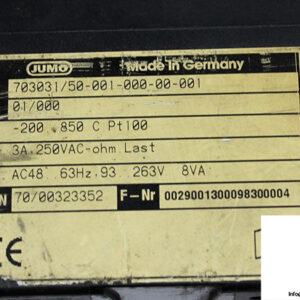 JUMO Made in Germany
703031/50-001-000-00-001
01/000
-200 850 C Pt100
3A 250VAC-ohm.Last
AC48 63Hz,93 263V 8VA
N 70/00323352 F-Nr 0029001300098300004
CE